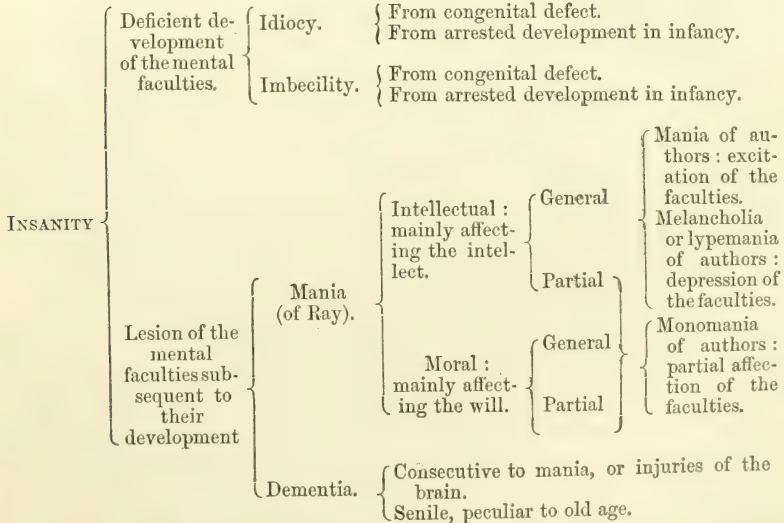 Deficient de-
velopment
of the mental
faculties.
Idiocy.
From congenital defect.
From arrested development in infancy.
Imbecility.
From congenital defect.
From arrested development in infancy.
INSANITY
Lesion of the
mental
faculties sub-
sequent to
their
development
Mania
(of Ray).
Intellectual :
mainly affect-
ing the intel-
lect.
General
Partial
Mania of au-
thors : excit-
ation of the
faculties.
Melancholia
or lypemania
of authors :
depression of
the faculties.
Moral :
mainly affect-
ing the will.
General
Partial
Monomania
of authors :
partial affec-
tion of the
faculties.
Dementia.
Consecutive to mania, or injuries of the
brain.
Senile, peculiar to old age.